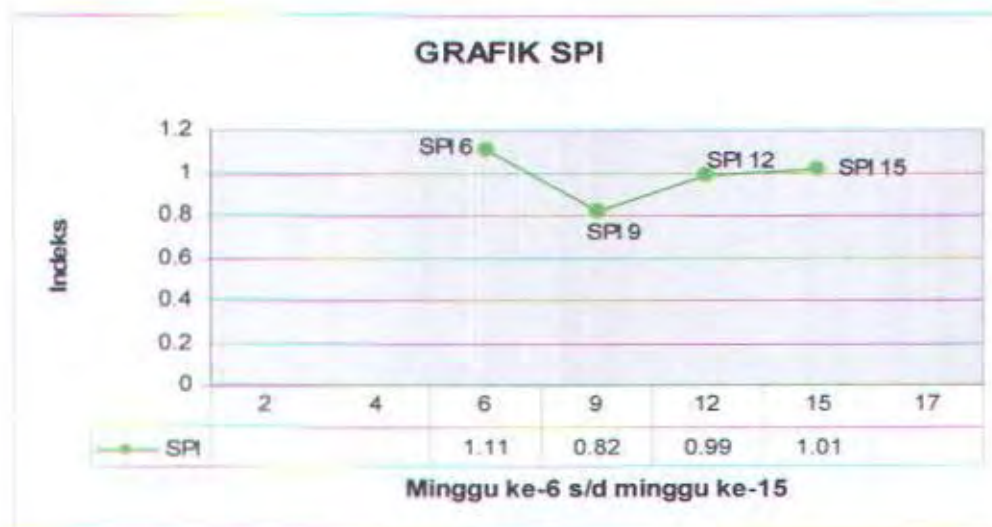 GRAFIK SPI
1.2
1
0.8
0.6
0.4
0.2
0
Indeks
SPI 6
SPI 9
SPI 12
SPI 15
2 4 6 9 12 15 17
SPI 1.11 0.82 0.99 1.01
Minggu ke-6 s/d minggu ke-15